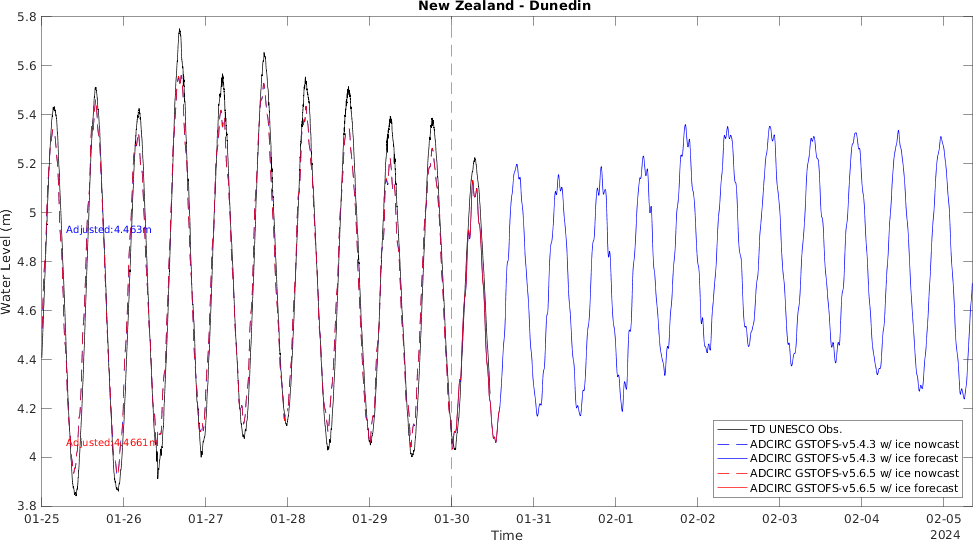 New Zealand - Dunedin
5.8
5.6
5.4
5.2
5
4.8
4.6
4.4
4.2
4
3.8
Water Level (m)
Adjusted:4.463m
Adjusted:4.4661m
TD UNESCO Obs.
ADCIRC GSTOFS-v5.4.3 w/ ice nowcast
ADCIRC GSTOFS-v5.4.3 w/ ice forecast
ADCIRC GSTOFS-v5.6.5 w/ ice nowcast
ADCIRC GSTOFS-v5.6.5 w/ ice forecast
01-25 01-26 01-27 01-28 01-29 01-30 01-31 02-01 02-02 02-03 02-04 02-05
Time
2024